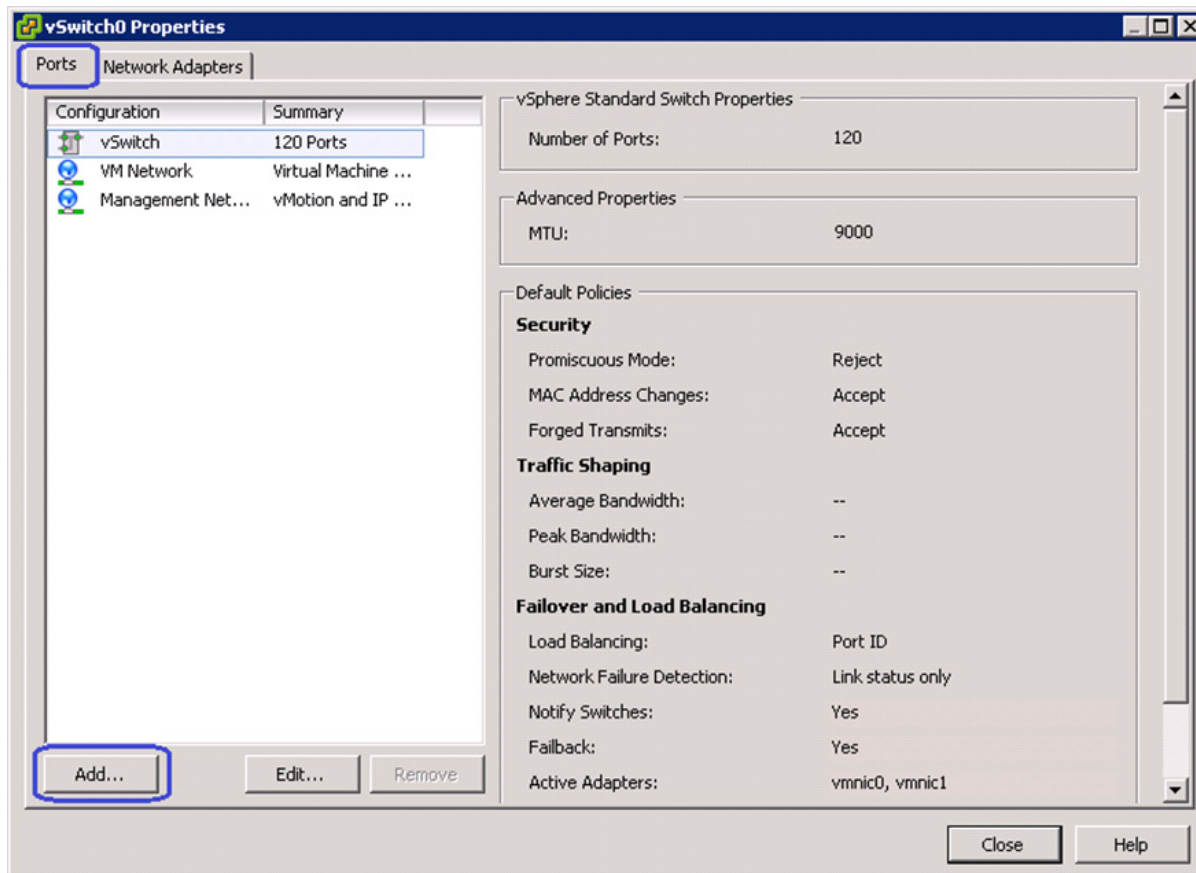 vSwitch0 Properties
Ports Network Adapters
Configuration Summary
vSwitch 120 Ports
VM Network Virtual Machine ...
Management Net... vMotion and IP ...
Add... Edit... Remove
vSphere Standard Switch Properties
Number of Ports: 120
Advanced Properties
MTU: 9000
Default Policies
Security
Promiscuous Mode: Reject
MAC Address Changes: Accept
Forged Transmits: Accept
Traffic Shaping
Average Bandwidth: --
Peak Bandwidth: --
Burst Size: --
Failover and Load Balancing
Load Balancing: Port ID
Network Failure Detection: Link status only
Notify Switches: Yes
Failback: Yes
Active Adapters: vmnic0, vmnic1
Close Help